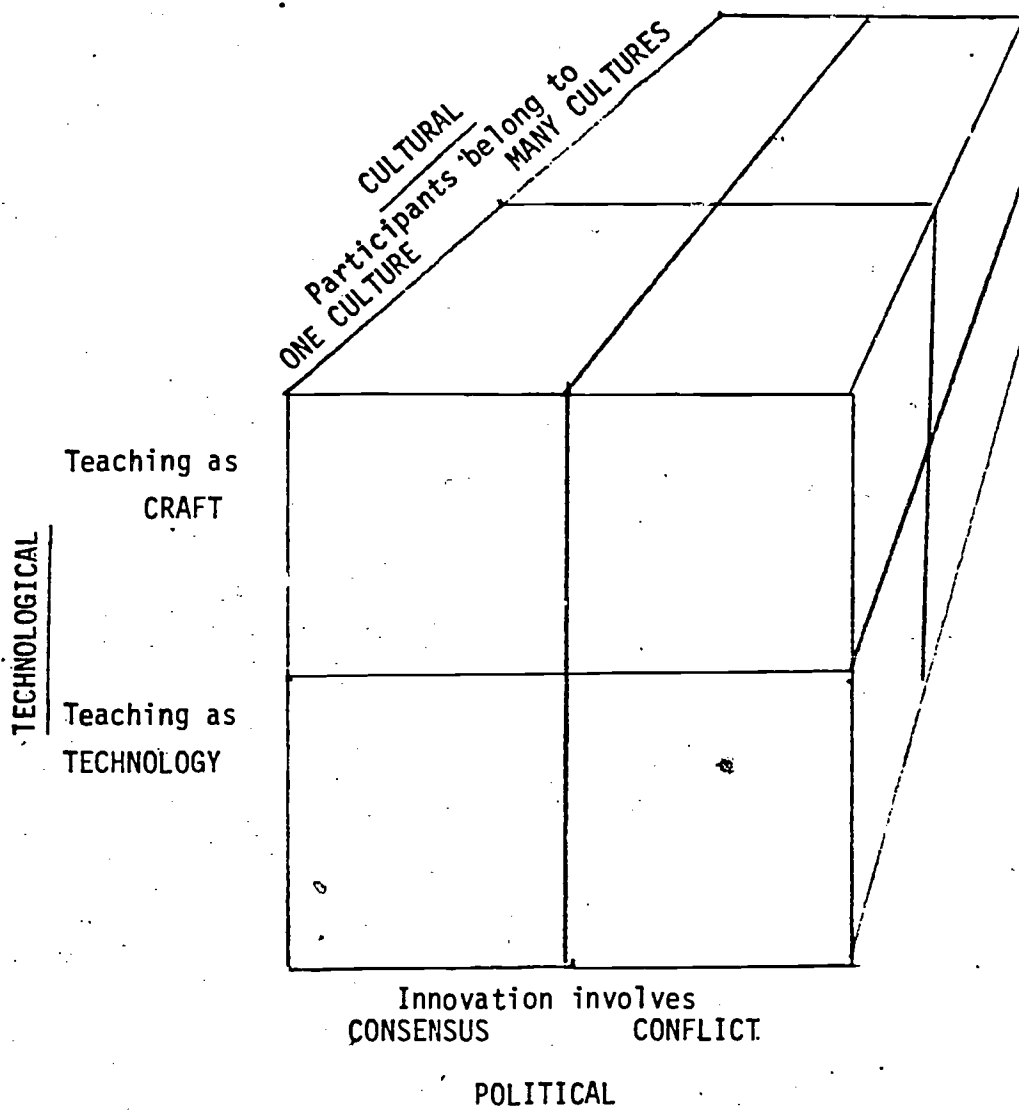 CULTURAL
Participants belong to
ONE CULTURE MANY CULTURES
Teaching as
CRAFT
TECHNOLOGICAL
Teaching as
TECHNOLOGY
Innovation involves
CONSENSUS CONFLICT
POLITICAL